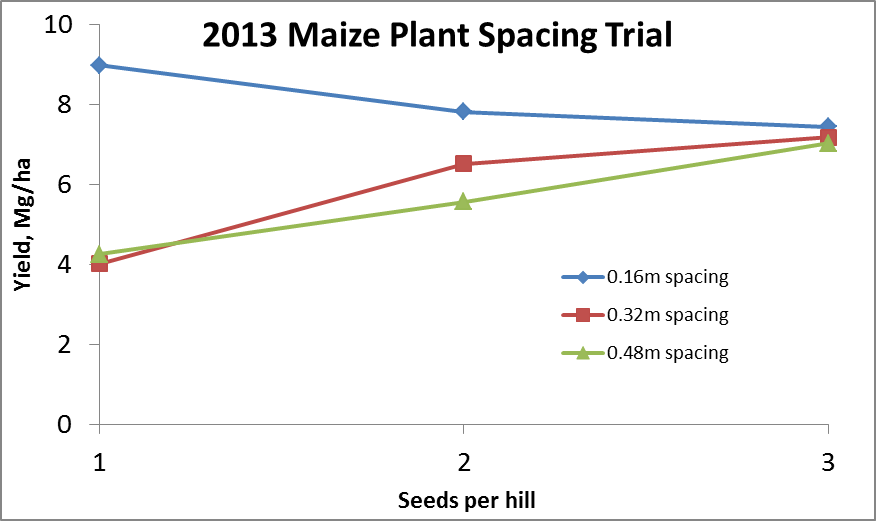 2013 Maize Plant Spacing Trial
10
8
6
4
2
0
Yield, Mg/ha
0.16m spacing
0.32m spacing
0.48m spacing
1 2 3
Seeds per hill